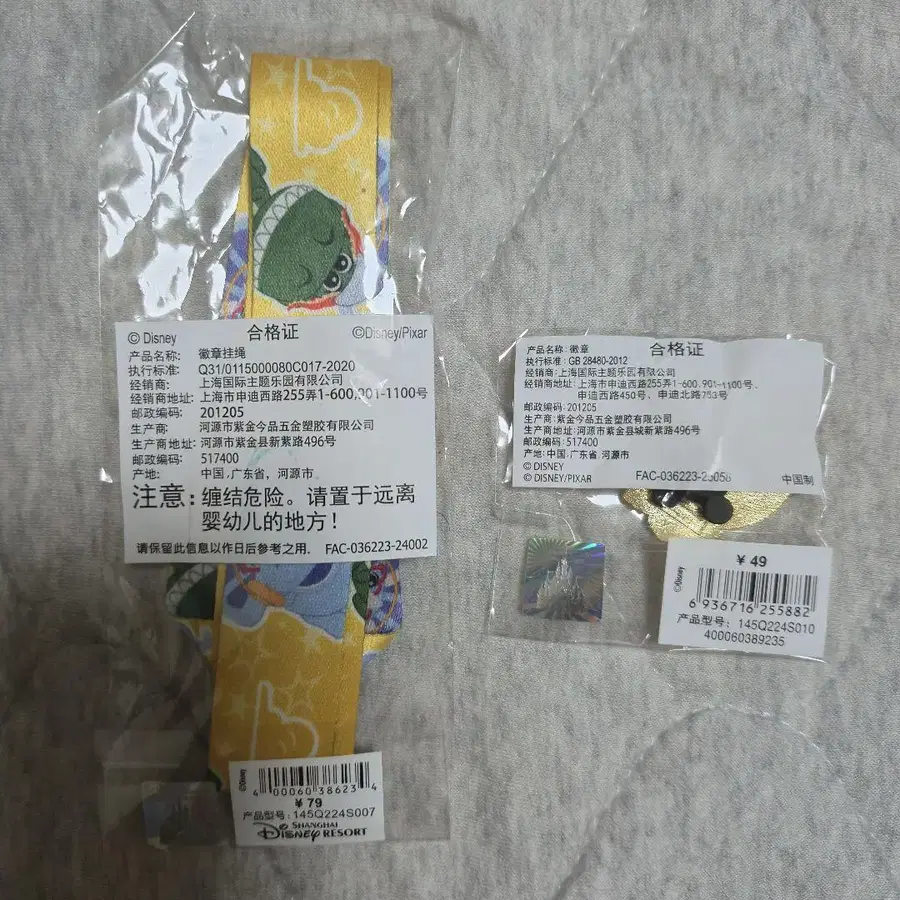 © Disney
合格证
©Disney/Pixar
产品名称: 徽章挂绳
执行标准: Q31/0115000080C017-2020
经销商: 上海国际主题乐园有限公司
经销商地址: 上海市申迪西路255弄1-600,901-1100号
邮政编码: 201205
生产商: 河源市紫金今品五金塑胶有限公司
生产商地址: 河源市紫金县新紫路496号
邮政编码: 517400
产地: 中国.广东省，河源市
注意: 缠结危险。请置于远离
婴幼儿的地方！
请保留此信息以作日后参考之用. FAC-036223-24002
©Disney
¥ 79
产品型号: 145Q224S007
SHANGHAI
Disney RESORT
产品名称: 徽章
合格证
执行标准: GB 28480-2012
经销商: 上海国际主题乐园有限公司
经销商地址: 上海市申迪西路255弄1-600,901-1100号、
申迪西路450号、申迪北路753号
邮政编码: 201205
生产商: 紫金今品五金塑胶有限公司
生产商地址: 河源市紫金县城新紫路496号
邮政编码: 517400
产地: 中国.广东省，河源市
© DISNEY
© DISNEY/PIXAR
FAC-036223-25058
中国制
©Disney
¥ 49
6 936716 255882
产品型号: 145Q224S010
400060389235